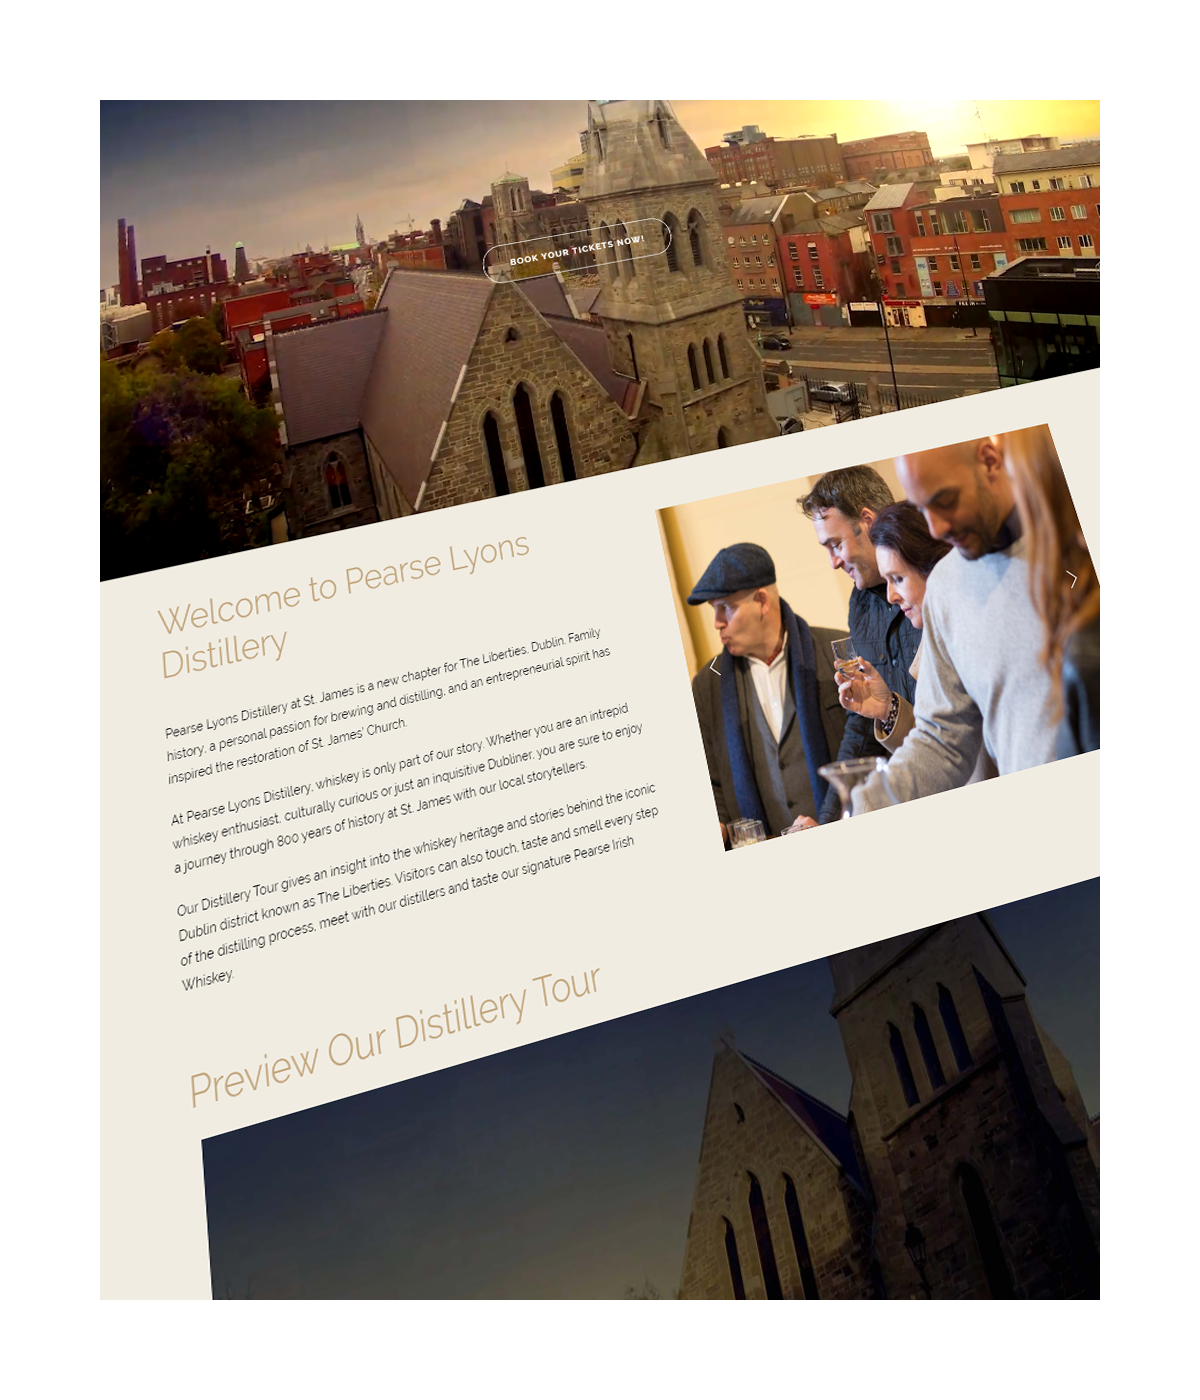 BOOK YOUR TICKETS NOW!
Welcome to Pearse Lyons
Distillery
Pearse Lyons Distillery at St. James is a new chapter for The Liberties, Dublin. Family
history, a personal passion for brewing and distilling, and an entrepreneurial spirit has
inspired the restoration of St. James' Church.
At Pearse Lyons Distillery, whiskey is only part of our story. Whether you are an intrepid
whiskey enthusiast, culturally curious or just an inquisitive Dubliner, you are sure to enjoy
a journey through 800 years of history at St. James with our local storytellers.
Our Distillery Tour gives an insight into the whiskey heritage and stories behind the iconic
Dublin district known as The Liberties. Visitors can also touch, taste and smell every step
of the distilling process, meet with our distillers and taste our signature Pearse Irish
Whiskey.
Preview Our Distillery Tour